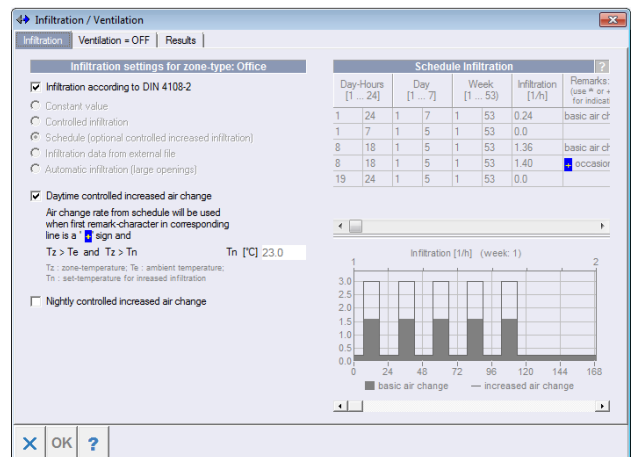 Infiltration / Ventilation
Infiltration Ventilation = OFF Results
Infiltration settings for zone-type: Office
Infiltration according to DIN 4108-2
Constant value
Controlled infiltration
Schedule (optional controlled increased infiltration)
Infiltration data from external file
Automatic infiltration (large openings)
Daytime controlled increased air change
Air change rate from schedule will be used
when first remark-character in corresponding
line is a ' + sign and
Tz > Te and Tz > Tn Tn [°C] 23.0
Tz : zone-temperature; Te : ambient temperature;
Tn : set-temperature for inreased infiltration
Nightly controlled increased air change
Schedule Infiltration ?
Day-Hours Day Week Infiltration Remarks:
[1 ... 24] [1 ... 7] [1 ... 53) [1/h] (use * or +
for indicat
1 24 1 7 1 53 0.24 basic air ch
1 7 1 5 1 53 0.0
8 18 1 5 1 53 1.36 basic air ch
8 18 1 5 1 53 1.40 + occasior
19 24 1 5 1 53 0.0
Infiltration [1/h] (week: 1)
1 2
3.0
2.5
2.0
1.5
1.0
0.5
0.0
0 24 48 72 96 120 144 168
basic air change increased air change
X OK ?